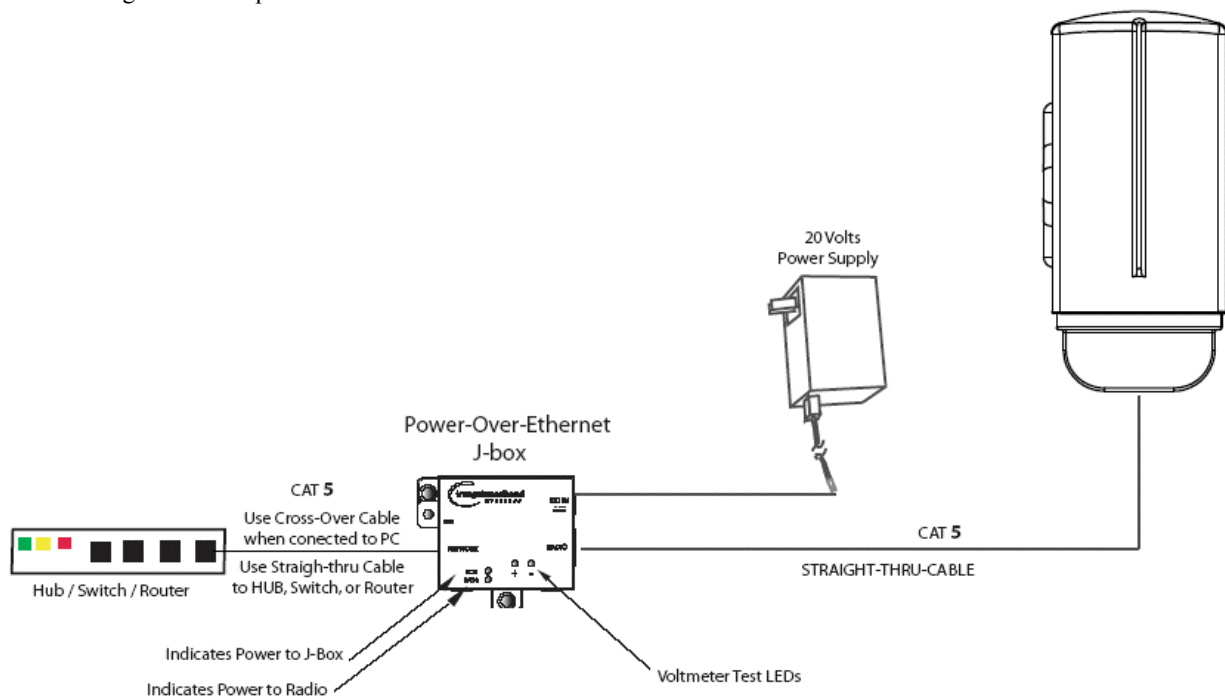 20 Volts
Power Supply
Power-Over-Ethernet
J-box
CAT 5
Use Cross-Over Cable
when conected to PC
Use Straigh-thru Cable
to HUB, Switch, or Router
Hub / Switch / Router
NETWORK
RADIO
+ -
CAT 5
STRAIGHT-THRU-CABLE
Indicates Power to J-Box
Indicates Power to Radio
Voltmeter Test LEDs